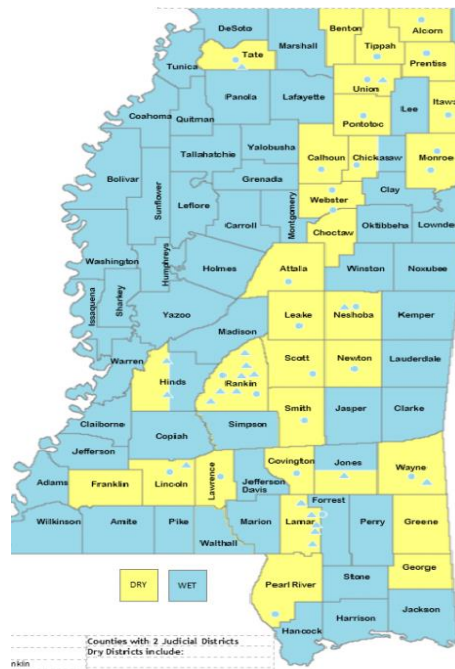 DeSoto
Benton
Alcorn
Marshall
Tippah
Tate
Prentiss
Tunica
Union
Panola
Lafayette
Lee
Itawa
Coahoma
Quitman
Pontotoc
Tallahatchie
Yalobusha
Calhoun
Chickasaw
Monroe
Bolivar
Grenada
Sunflower
Leflore
Montgomery
Webster
Clay
Carroll
Choctaw
Oktibbeha
Lownde
Washington
Humphreys
Holmes
Attala
Winston
Noxubee
Issaquena
Sharkey
Yazoo
Leake
Neshoba
Kemper
Madison
Warren
Hinds
Rankin
Scott
Newton
Lauderdale
Claiborne
Copiah
Simpson
Smith
Jasper
Clarke
Jefferson
Adams
Franklin
Lincoln
Lawrence
Jefferson
Davis
Covington
Jones
Wayne
Wilkinson
Amite
Pike
Walthall
Marion
Lamar
Forrest
Perry
Greene
Pearl River
Stone
George
Hancock
Harrison
Jackson
DRY
WET
Counties with 2 Judicial Districts
Dry Districts include:
nkin